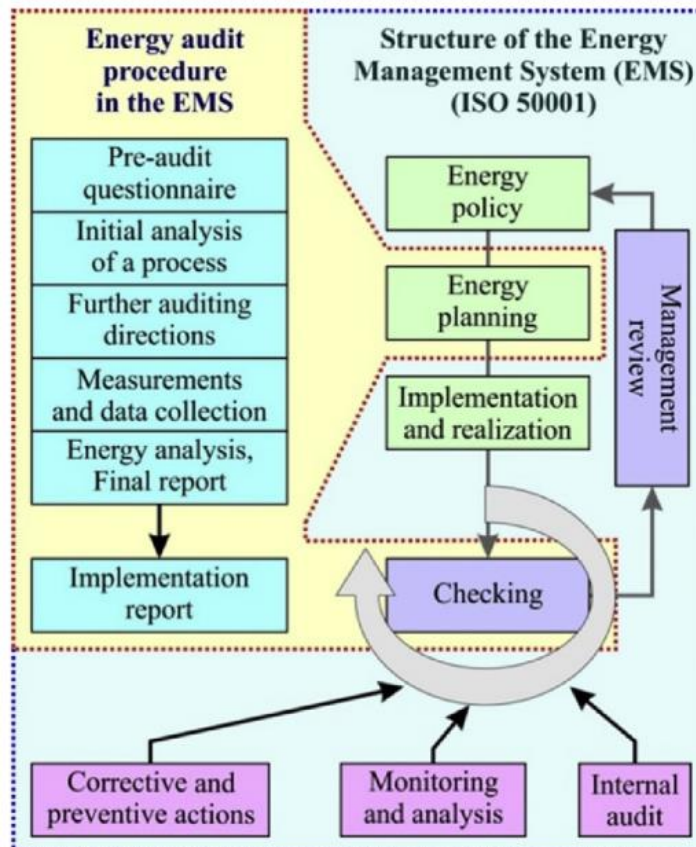 Energy audit
procedure
in the EMS
Structure of the Energy
Management System (EMS)
(ISO 50001)
Pre-audit
questionnaire
Initial analysis
of a process
Further auditing
directions
Measurements
and data collection
Energy analysis,
Final report
Implementation
report
Energy
policy
Energy
planning
Implementation
and realization
Checking
Management
review
Corrective and
preventive actions
Monitoring
and analysis
Internal
audit